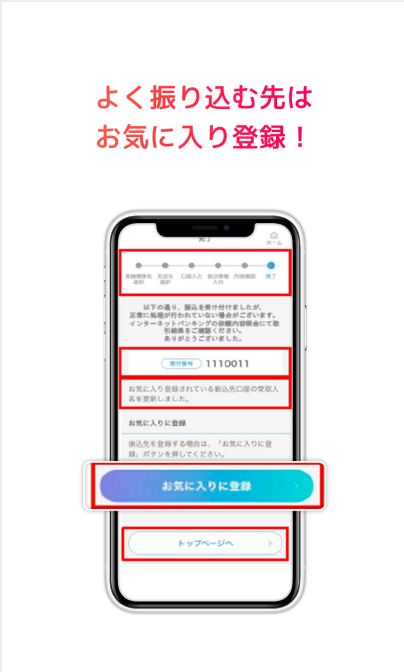 よく振り込む先は
お気に入り登録！
完了
ホーム
金融機関名選択 支店名選択 口座入力 振込情報入力 内容確認 完了
以下の通り、振込を受け付けましたが、
正常に処理が行われていない場合がございます。
インターネットバンキングの依頼内容照会にて取
引結果をご確認ください。
ありがとうございました。
受付番号 1110011
お気に入り登録されている振込先口座の受取人
名を更新しました。
お気に入りに登録
振込先を登録する場合は、「お気に入りに登
録」ボタンを押してください。
お気に入りに登録
トップページへ